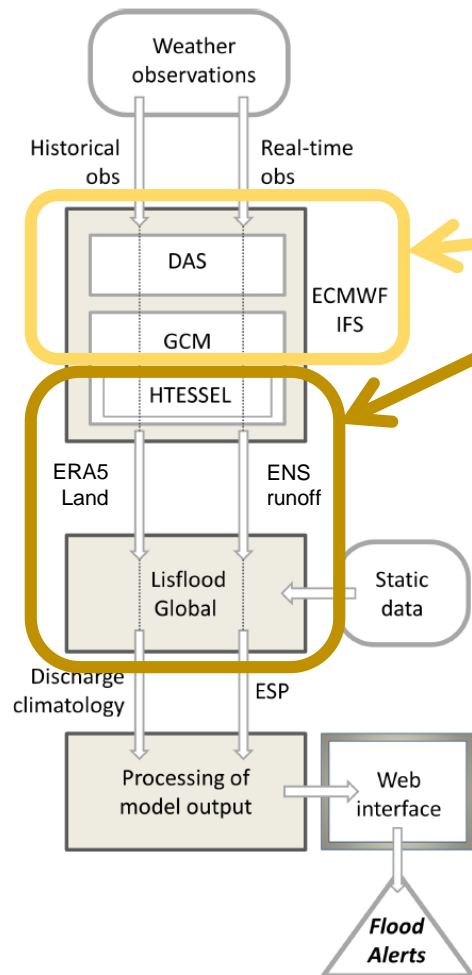 Weather
observations
Historical
obs
Real-time
obs
DAS
ECMWF
IFS
GCM
HTESSEL
ERA5
Land
ENS
runoff
Lisflood
Global
Static
data
Discharge
climatology
ESP
Processing of
model output
Web
interface
Flood
Alerts